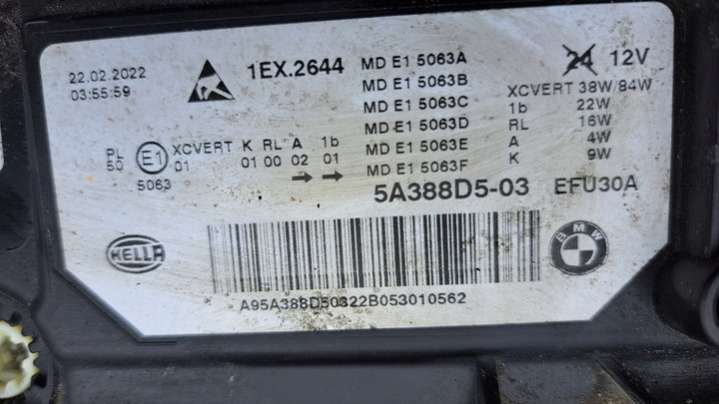 22.02.2022
03:55:59
1EX.2644
MD E1 5063A
MD E1 5063B
MD E1 5063C
MD E1 5063D
MD E1 5063E
MD E1 5063F
24 12V
XCVERT 38W/84W
1b 22W
RL 16W
A 4W
K 9W
PL E1 XCVERT K RL A 1b
50 01 01 00 02 01
5063 → →
5A388D5-03 EFU30A
HELLA
BMW
A95A388D50322B053010562